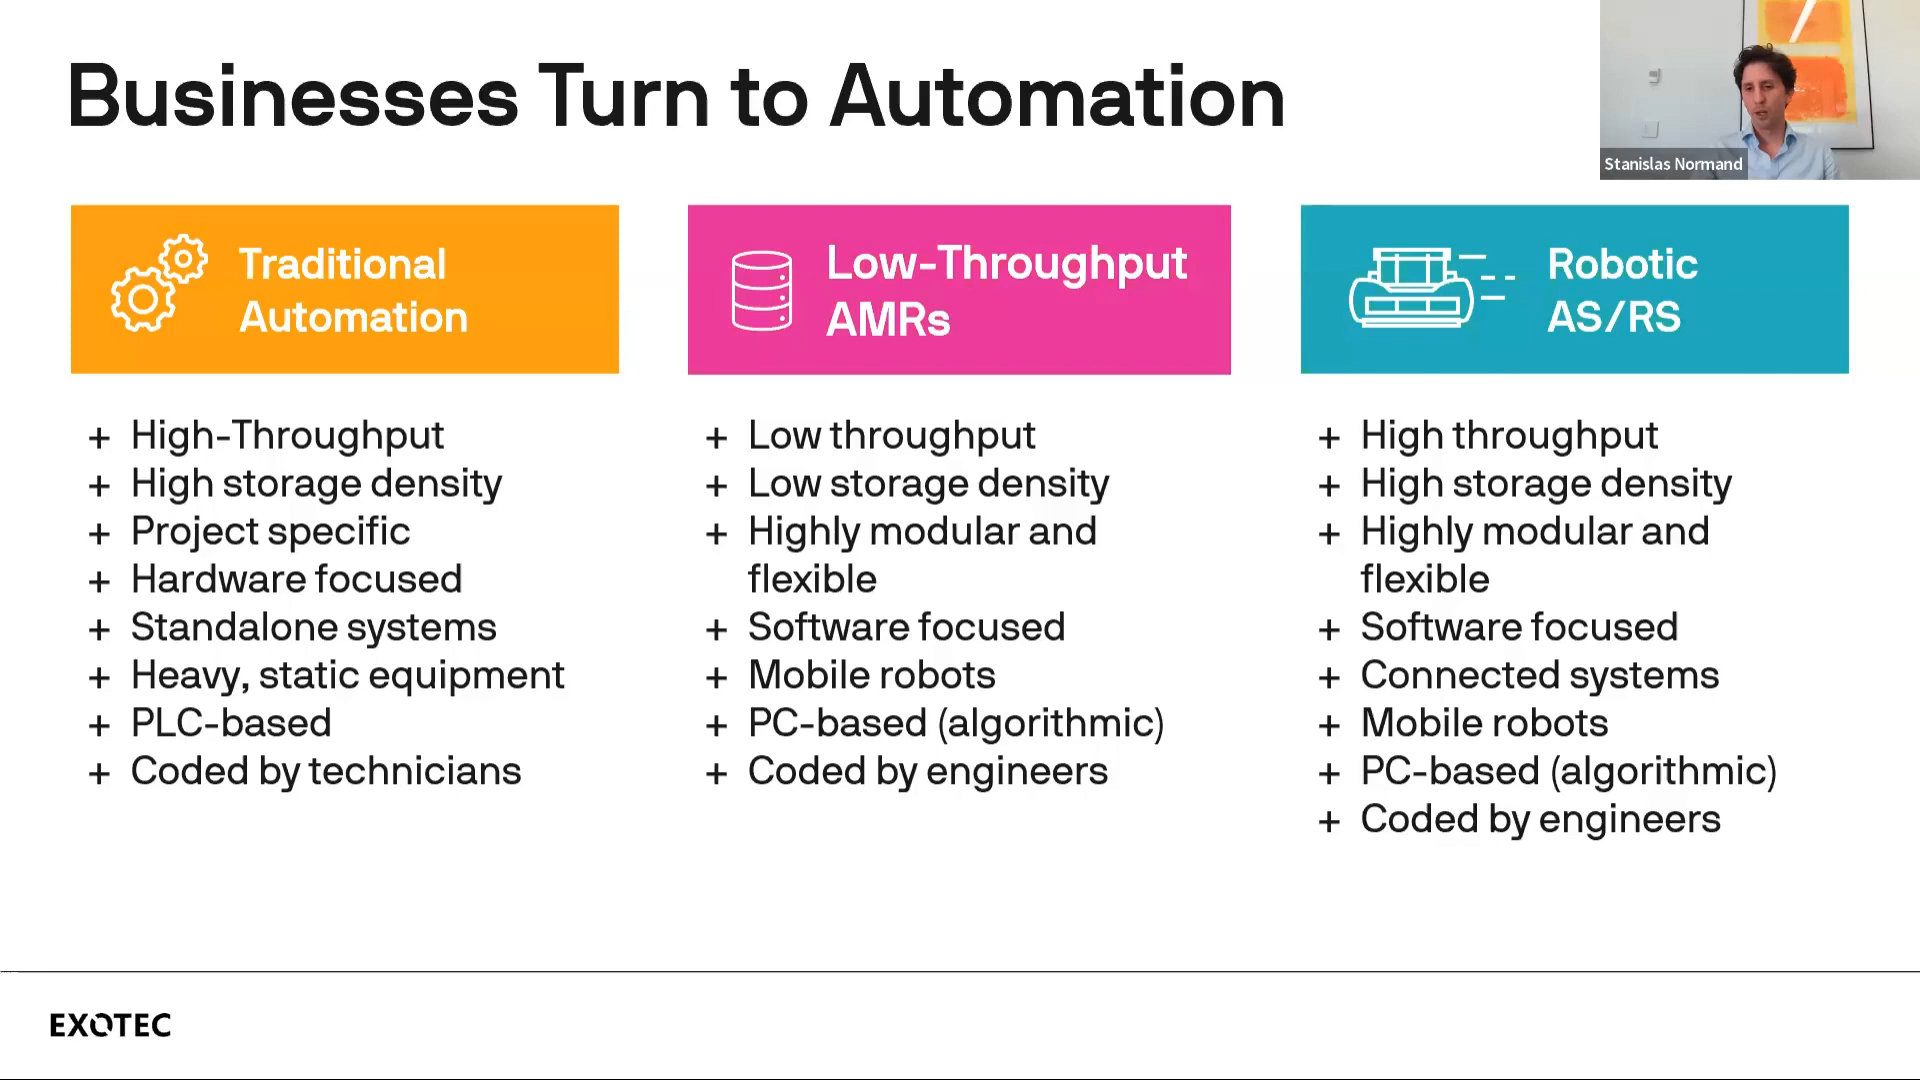 Businesses Turn to Automation
Stanislas Normand
Traditional
Automation
+ High-Throughput
+ High storage density
+ Project specific
+ Hardware focused
+ Standalone systems
+ Heavy, static equipment
+ PLC-based
+ Coded by technicians
Low-Throughput
AMRs
+ Low throughput
+ Low storage density
+ Highly modular and
flexible
+ Software focused
+ Mobile robots
+ PC-based (algorithmic)
+ Coded by engineers
Robotic
AS/RS
+ High throughput
+ High storage density
+ Highly modular and
flexible
+ Software focused
+ Connected systems
+ Mobile robots
+ PC-based (algorithmic)
+ Coded by engineers
EXOTEC